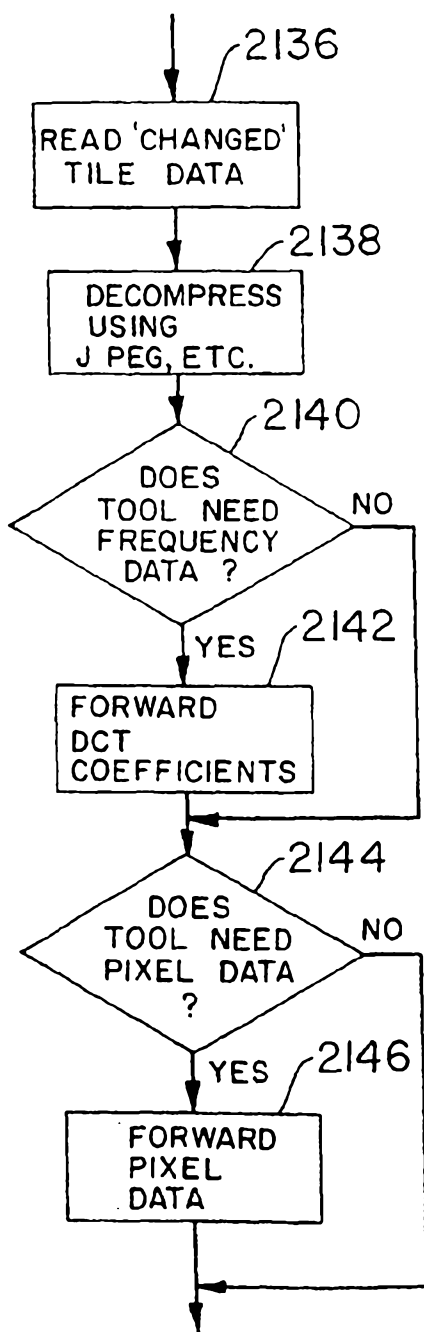 2136
READ 'CHANGED'
TILE DATA
2138
DECOMPRESS
USING
J PEG, ETC.
2140
DOES
TOOL NEED
FREQUENCY
DATA ?
NO
YES
2142
FORWARD
DCT
COEFFICIENTS
2144
DOES
TOOL NEED
PIXEL DATA
?
NO
YES
2146
FORWARD
PIXEL
DATA